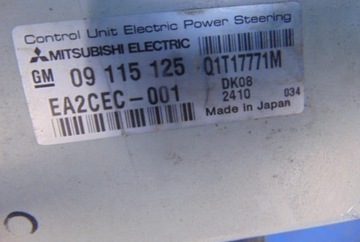 Control Unit Electric Power Steering
MITSUBISHI ELECTRIC
GM 09 115 125 Q1T17771M
EA2CEC-001 DK08
2410 034
Made in Japan